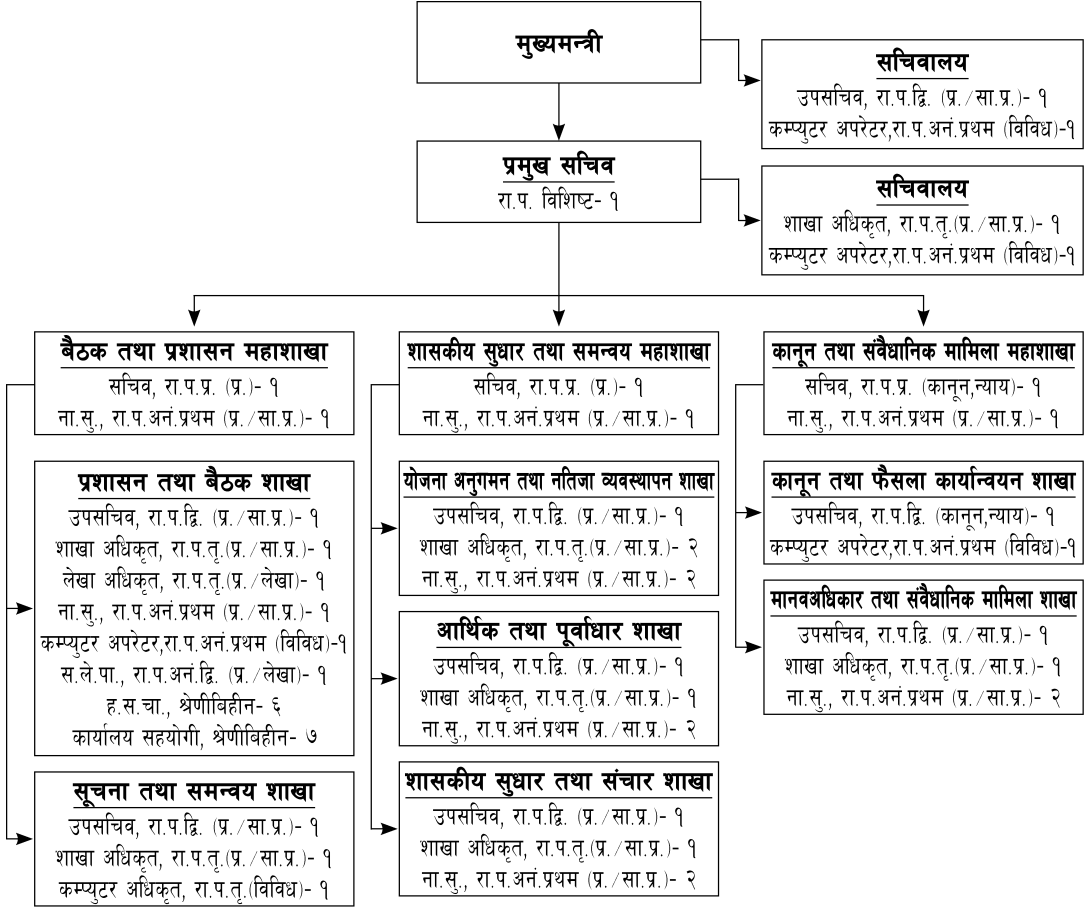 मुख्यमन्त्री
सचिवालय
उपसचिव, रा.प.द्वि. (प्र./सा.प्र.)- १
कम्प्युटर अपरेटर,रा.प.अनं.प्रथम (विविध)-१
प्रमुख सचिव
रा.प. विशिष्ट- १
सचिवालय
शाखा अधिकृत, रा.प.तृ.(प्र./सा.प्र.)- १
कम्प्युटर अपरेटर,रा.प.अनं.प्रथम (विविध)-१
बैठक तथा प्रशासन महाशाखा
सचिव, रा.प.प्र. (प्र.)- १
ना.सु., रा.प.अनं.प्रथम (प्र./सा.प्र.)- १
प्रशासन तथा बैठक शाखा
उपसचिव, रा.प.द्वि. (प्र./सा.प्र.)- १
शाखा अधिकृत, रा.प.तृ.(प्र./सा.प्र.)- १
लेखा अधिकृत, रा.प.तृ.(प्र./लेखा)- १
ना.सु., रा.प.अनं.प्रथम (प्र./सा.प्र.)- १
कम्प्युटर अपरेटर,रा.प.अनं.प्रथम (विविध)-१
स.ले.पा., रा.प.अनं.द्वि. (प्र./लेखा)- १
ह.स.चा., श्रेणीबिहीन- ६
कार्यालय सहयोगी, श्रेणीबिहीन- ७
सूचना तथा समन्वय शाखा
उपसचिव, रा.प.द्वि. (प्र./सा.प्र.)- १
शाखा अधिकृत, रा.प.तृ.(प्र./सा.प्र.)- १
कम्प्युटर अधिकृत, रा.प.तृ.(विविध)- १
शासकीय सुधार तथा समन्वय महाशाखा
सचिव, रा.प.प्र. (प्र.)- १
ना.सु., रा.प.अनं.प्रथम (प्र./सा.प्र.)- १
योजना अनुगमन तथा नतिजा व्यवस्थापन शाखा
उपसचिव, रा.प.द्वि. (प्र./सा.प्र.)- १
शाखा अधिकृत, रा.प.तृ.(प्र./सा.प्र.)- २
ना.सु., रा.प.अनं.प्रथम (प्र./सा.प्र.)- २
आर्थिक तथा पूर्वाधार शाखा
उपसचिव, रा.प.द्वि. (प्र./सा.प्र.)- १
शाखा अधिकृत, रा.प.तृ.(प्र./सा.प्र.)- १
ना.सु., रा.प.अनं.प्रथम (प्र./सा.प्र.)- २
शासकीय सुधार तथा संचार शाखा
उपसचिव, रा.प.द्वि. (प्र./सा.प्र.)- १
शाखा अधिकृत, रा.प.तृ.(प्र./सा.प्र.)- १
ना.सु., रा.प.अनं.प्रथम (प्र./सा.प्र.)- २
कानून तथा संवैधानिक मामिला महाशाखा
सचिव, रा.प.प्र. (कानून,न्याय)- १
ना.सु., रा.प.अनं.प्रथम (प्र./सा.प्र.)- १
कानून तथा फैसला कार्यान्वयन शाखा
उपसचिव, रा.प.द्वि. (कानून,न्याय)- १
कम्प्युटर अपरेटर,रा.प.अनं.प्रथम (विविध)-१
मानवअधिकार तथा संवैधानिक मामिला शाखा
उपसचिव, रा.प.द्वि. (प्र./सा.प्र.)- १
शाखा अधिकृत, रा.प.तृ.(प्र./सा.प्र.)- १
ना.सु., रा.प.अनं.प्रथम (प्र./सा.प्र.)- २